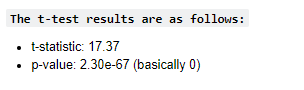 The t-test results are as follows:
• t-statistic: 17.37
• p-value: 2.30e-67 (basically 0)